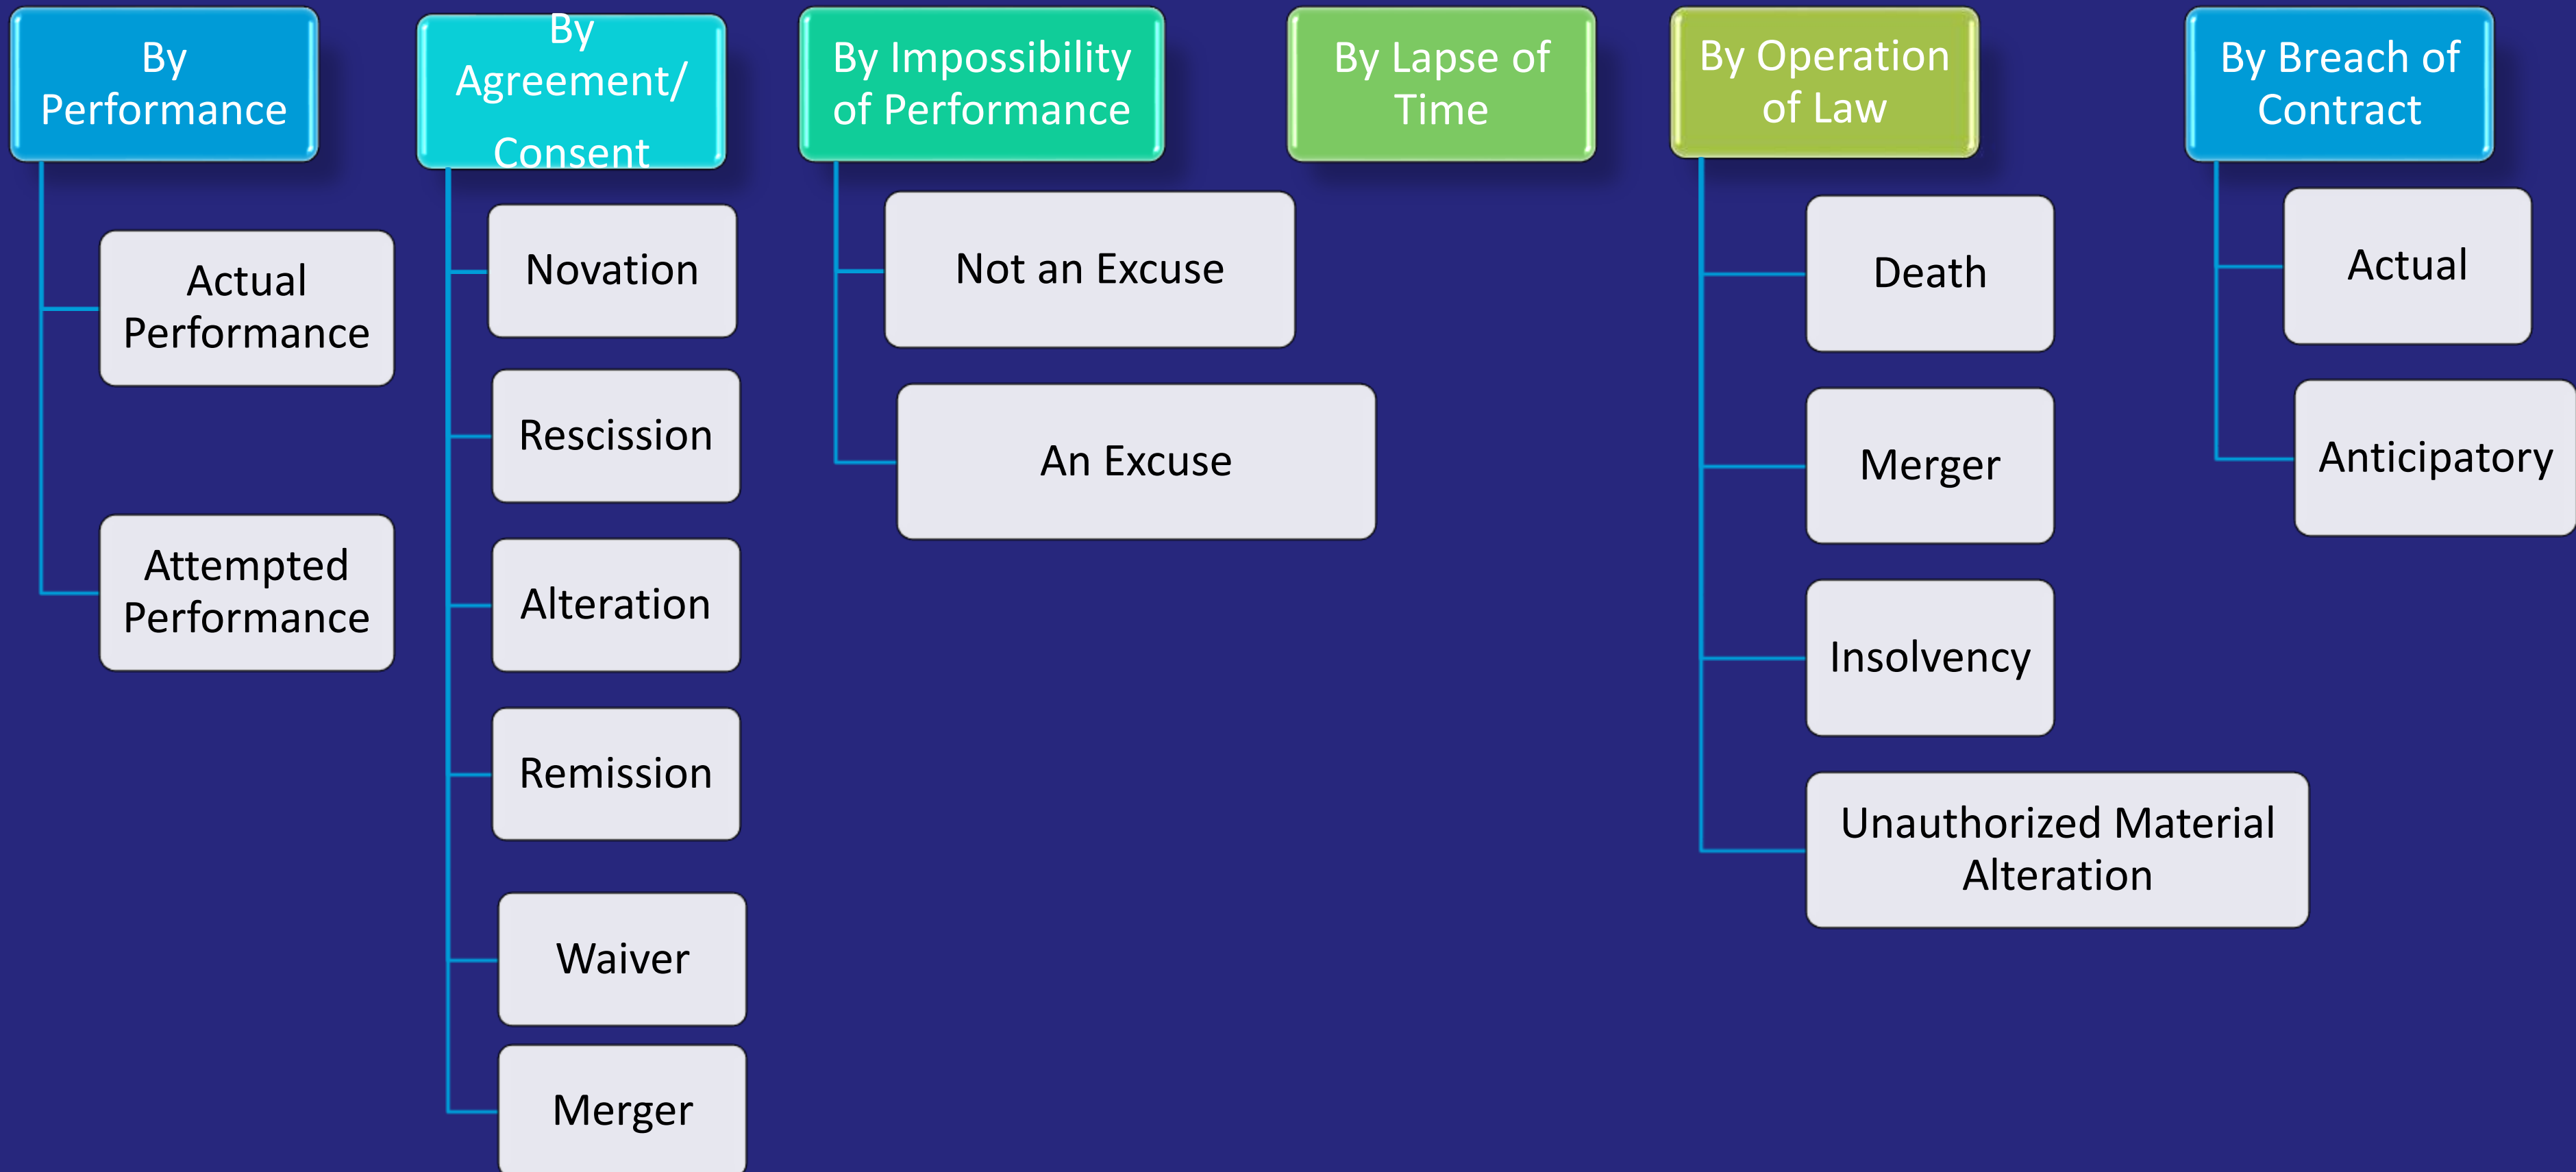 By
Performance
Actual
Performance
Attempted
Performance
By
Agreement/
Consent
Novation
Rescission
Alteration
Remission
Waiver
Merger
By Impossibility
of Performance
Not an Excuse
An Excuse
By Lapse of
Time
By Operation
of Law
Death
Merger
Insolvency
Unauthorized Material
Alteration
By Breach of
Contract
Actual
Anticipatory